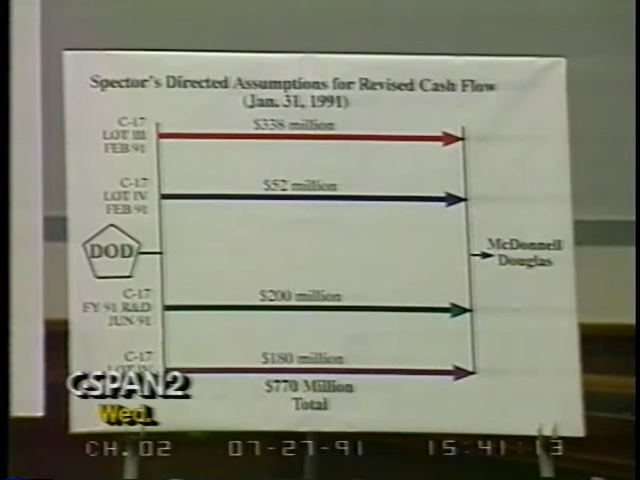 Spector's Directed Assumptions for Revised Cash Flow
(Jan. 31, 1991)
C-17
LOT III
FEB 91
$338 million
C-17
LOT IV
FEB 91
$52 million
DOD
McDonnell
Douglas
C-17
FY 91 R&D
JUN 91
$200 million
C-17
$180 million
$770 Million
Total
CSPAN2
Wed.
CH. 02 07-27-91 15:41:13